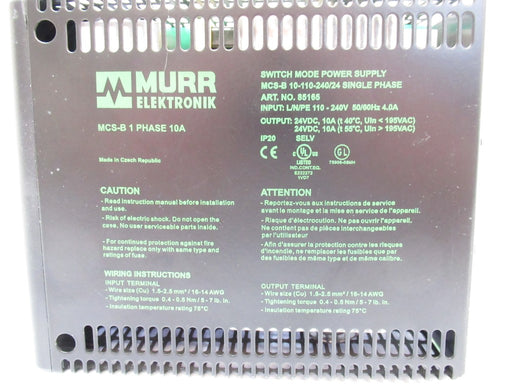 MURR
ELEKTRONIK
MCS-B 1 PHASE 10A
Made in Czech Republic
SWITCH MODE POWER SUPPLY
MCS-B 10-110-240/24 SINGLE PHASE
ART. NO. 85165
INPUT: L/N/PE 110 - 240V 50/60Hz 4.0A
OUTPUT: 24VDC, 10A (t 40°C, Uin < 195VAC)
24VDC, 10A (t 55°C, Uin > 195VAC)
IP20 SELV
CE UL LISTED GL
IND.CONT.EQ.
E222273
1VD7
CAUTION
- Read instruction manual before installation
and use.
- Risk of electric shock. Do not open the
case. No user serviceable parts inside.
- For continued protection against fire
hazard replace only with same type and
ratings of fuse.
WIRING INSTRUCTIONS
INPUT TERMINAL
- Wire size (Cu) 1.5-2.5 mm² / 16-14 AWG
- Tightening torque 0.4 - 0.8 Nm / 5 - 7 lb. in.
- Insulation temperature rating 75°C
ATTENTION
- Reportez-vous aux instructions de service
avant le montage et la mise en service de l'appareil.
- Risque d'électrocution. Ne pas ouvrir l'appareil.
Ne contient pas de pièces interchangeables
par l'utilisateur
- Afin d'assurer la protection contre les risques
d'incendie, ne remplacer les fusibles que par
des fusibles de même type et de même calibre.
OUTPUT TERMINAL
- Wire size (Cu) 1.5-2.5 mm² / 16-14 AWG
- Tightening torque 0.4 - 0.8 Nm / 5 - 7 lb. in.
- Insulation temperature rating 75°C